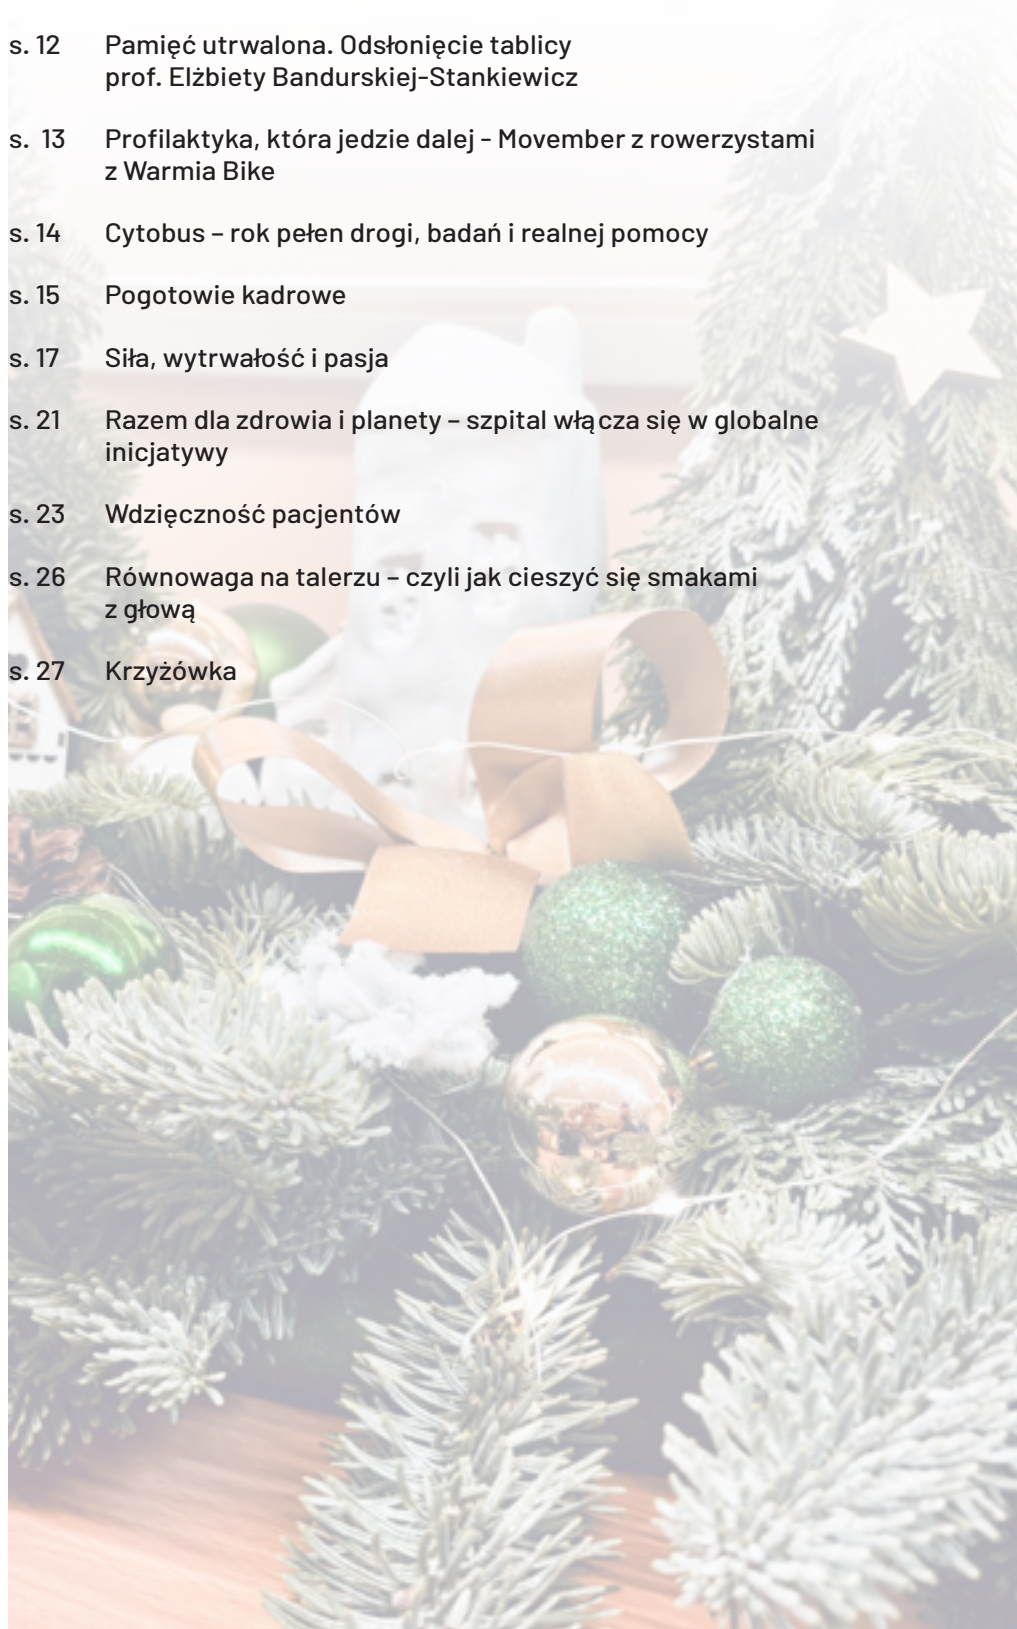 s. 12 Pamięć utrwalona. Odsłonięcie tablicy
prof. Elżbiety Bandurskiej-Stankiewicz
s. 13 Profilaktyka, która jedzie dalej - Movember z rowerzystami
z Warmia Bike
s. 14 Cytobus – rok pełen drogi, badań i realnej pomocy
s. 15 Pogotowie kadrowe
s. 17 Siła, wytrwałość i pasja
s. 21 Razem dla zdrowia i planety – szpital włącza się w globalne
inicjatywy
s. 23 Wdzięczność pacjentów
s. 26 Równowaga na talerzu – czyli jak cieszyć się smakami
z głową
s. 27 Krzyżówka